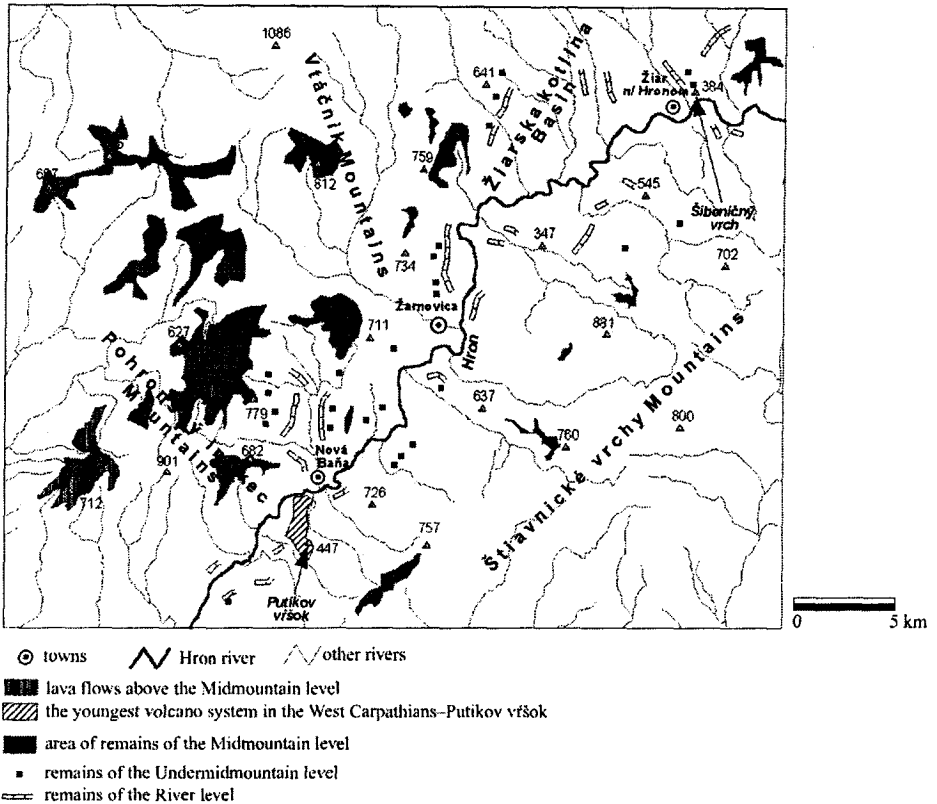 1086
Vtáčnik Mountains
641
Žiarska kotlina
Basin
Žiar
n/ Hronom
384
759
812
545
Šibeničný
vrch
347
702
734
Žarnovica
627
711
881
Hron
Pohronský Inovec
Mountains
779
637
760
800
Štiavnické vrchy Mountains
901
682
Nová
Baňa
712
726
757
447
Putikov
vŕšok
0 5 km
towns
Hron river
other rivers
lava flows above the Midmountain level
the youngest volcano system in the West Carpathians–Putikov vŕšok
area of remains of the Midmountain level
remains of the Undermidmountain level
remains of the River level